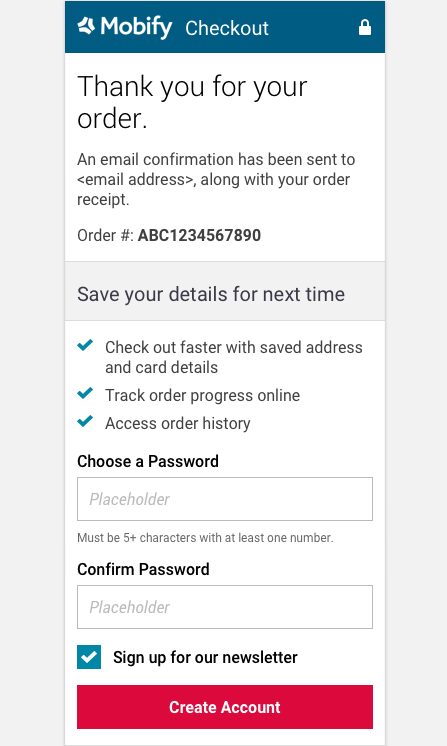 Mobify Checkout
Thank you for your
order.
An email confirmation has been sent to
<email address>, along with your order
receipt.
Order #: ABC1234567890
Save your details for next time
Check out faster with saved address
and card details
Track order progress online
Access order history
Choose a Password
Placeholder
Must be 5+ characters with at least one number.
Confirm Password
Placeholder
Sign up for our newsletter
Create Account